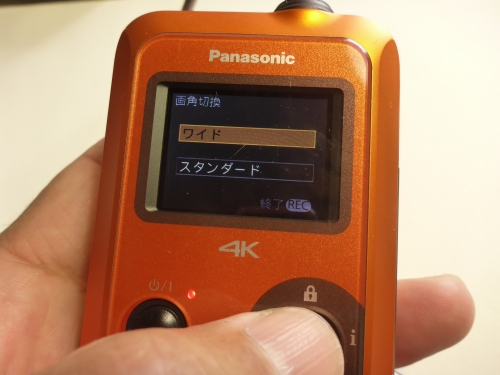 Panasonic
画角切換
ワイド
スタンダード
終了 REC
4K
⏻/I
i